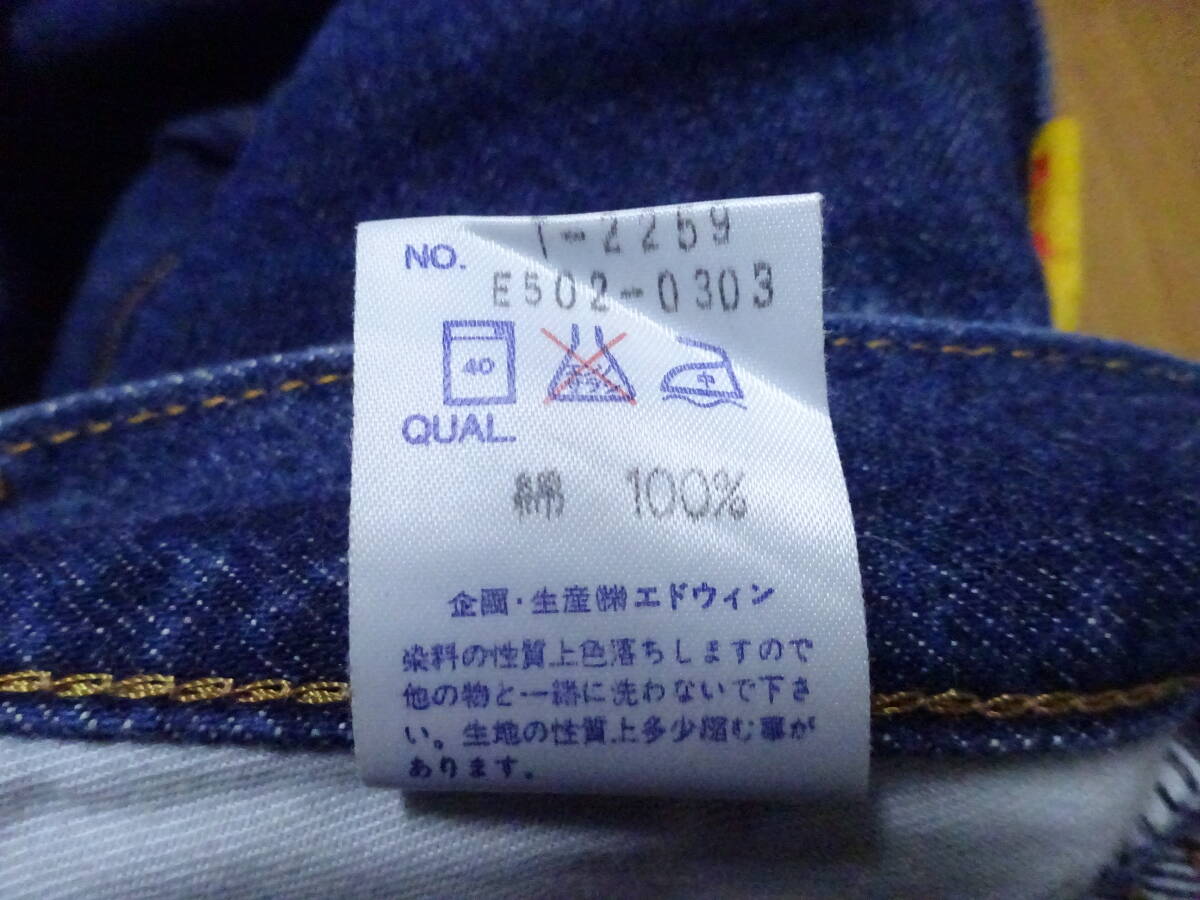 1-2259
NO.
E502-0303
40
QUAL.
綿 100%
企画・生産㈱エドウィン
染料の性質上色落ちしますので
他の物と一緒に洗わないで下さ
い。生地の性質上多少縮む事が
あります。